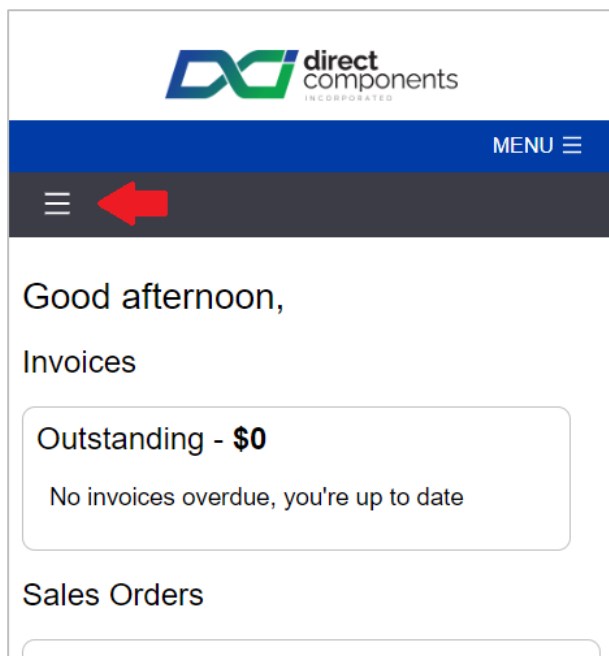 direct
components
INCORPORATED
MENU
Good afternoon,
Invoices
Outstanding - $0
No invoices overdue, you're up to date
Sales Orders